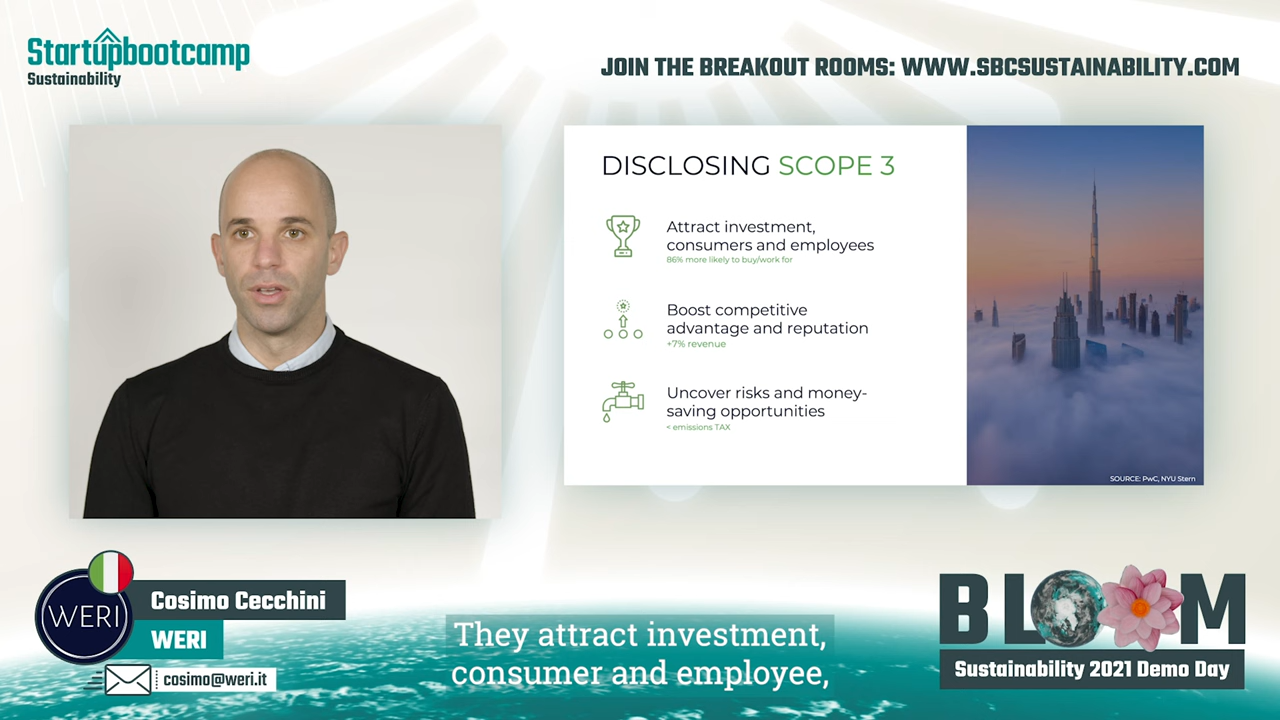 Startupbootcamp
Sustainability
JOIN THE BREAKOUT ROOMS: WWW.SBCSUSTAINABILITY.COM
DISCLOSING SCOPE 3
Attract investment,
consumers and employees
86% more likely to buy/work for
Boost competitive
advantage and reputation
+7% revenue
Uncover risks and money-
saving opportunities
< emissions TAX
SOURCE: PwC, NYU Stern
WERI
Cosimo Cecchini
WERI
cosimo@weri.it
They attract investment,
consumer and employee,
BLOOM
Sustainability 2021 Demo Day